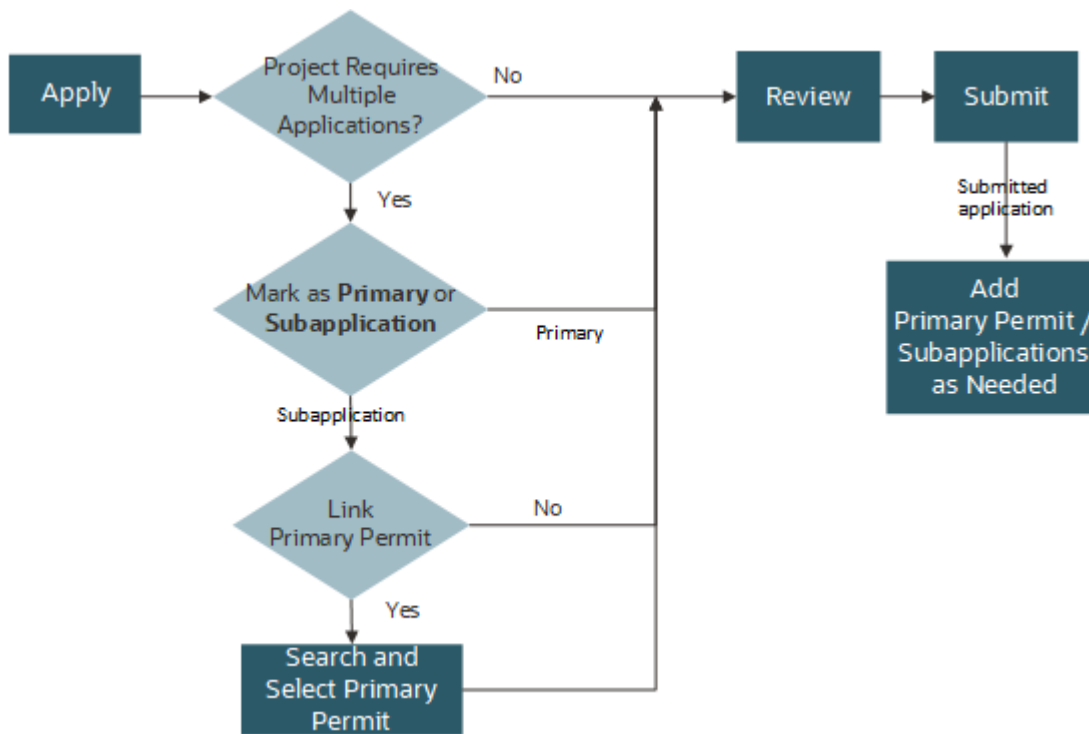 Apply
Project Requires
Multiple
Applications?
No
Review
Submit
Yes
Submitted
application
Mark as Primary or
Subapplication
Primary
Add
Primary Permit /
Subapplications
as Needed
Subapplication
Link
Primary Permit
No
Yes
Search and
Select Primary
Permit